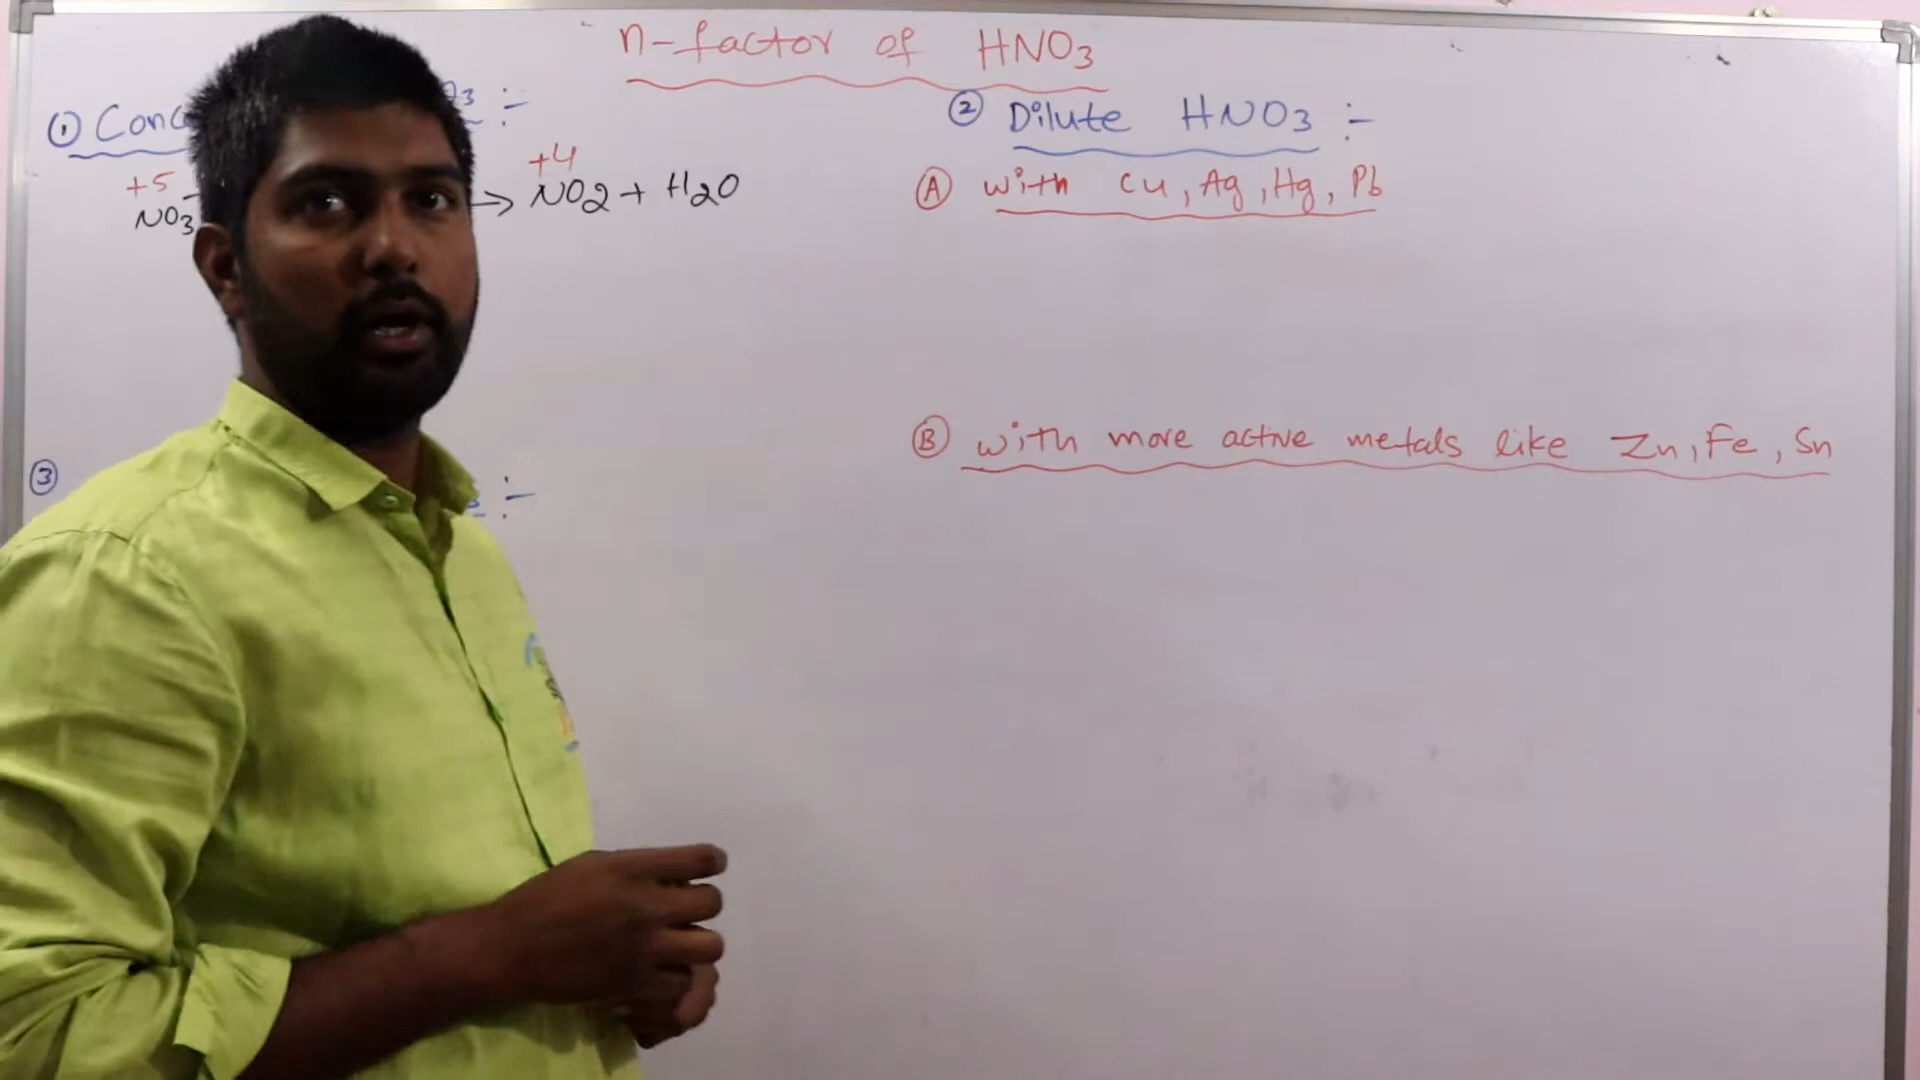 n-factor of HNO3
① Conc 3 :-
+5 +4
NO3 → NO2 + H2O
② Dilute HNO3 :-
Ⓐ with Cu, Ag, Hg, Pb
Ⓑ with more active metals like Zn, Fe, Sn
③ :-